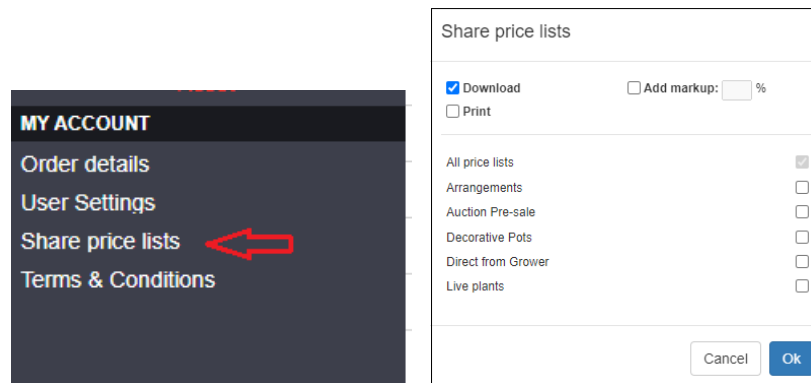 MY ACCOUNT
Order details
User Settings
Share price lists
Terms & Conditions
Share price lists
Download
Add markup: %
Print
All price lists
Arrangements
Auction Pre-sale
Decorative Pots
Direct from Grower
Live plants
Cancel Ok